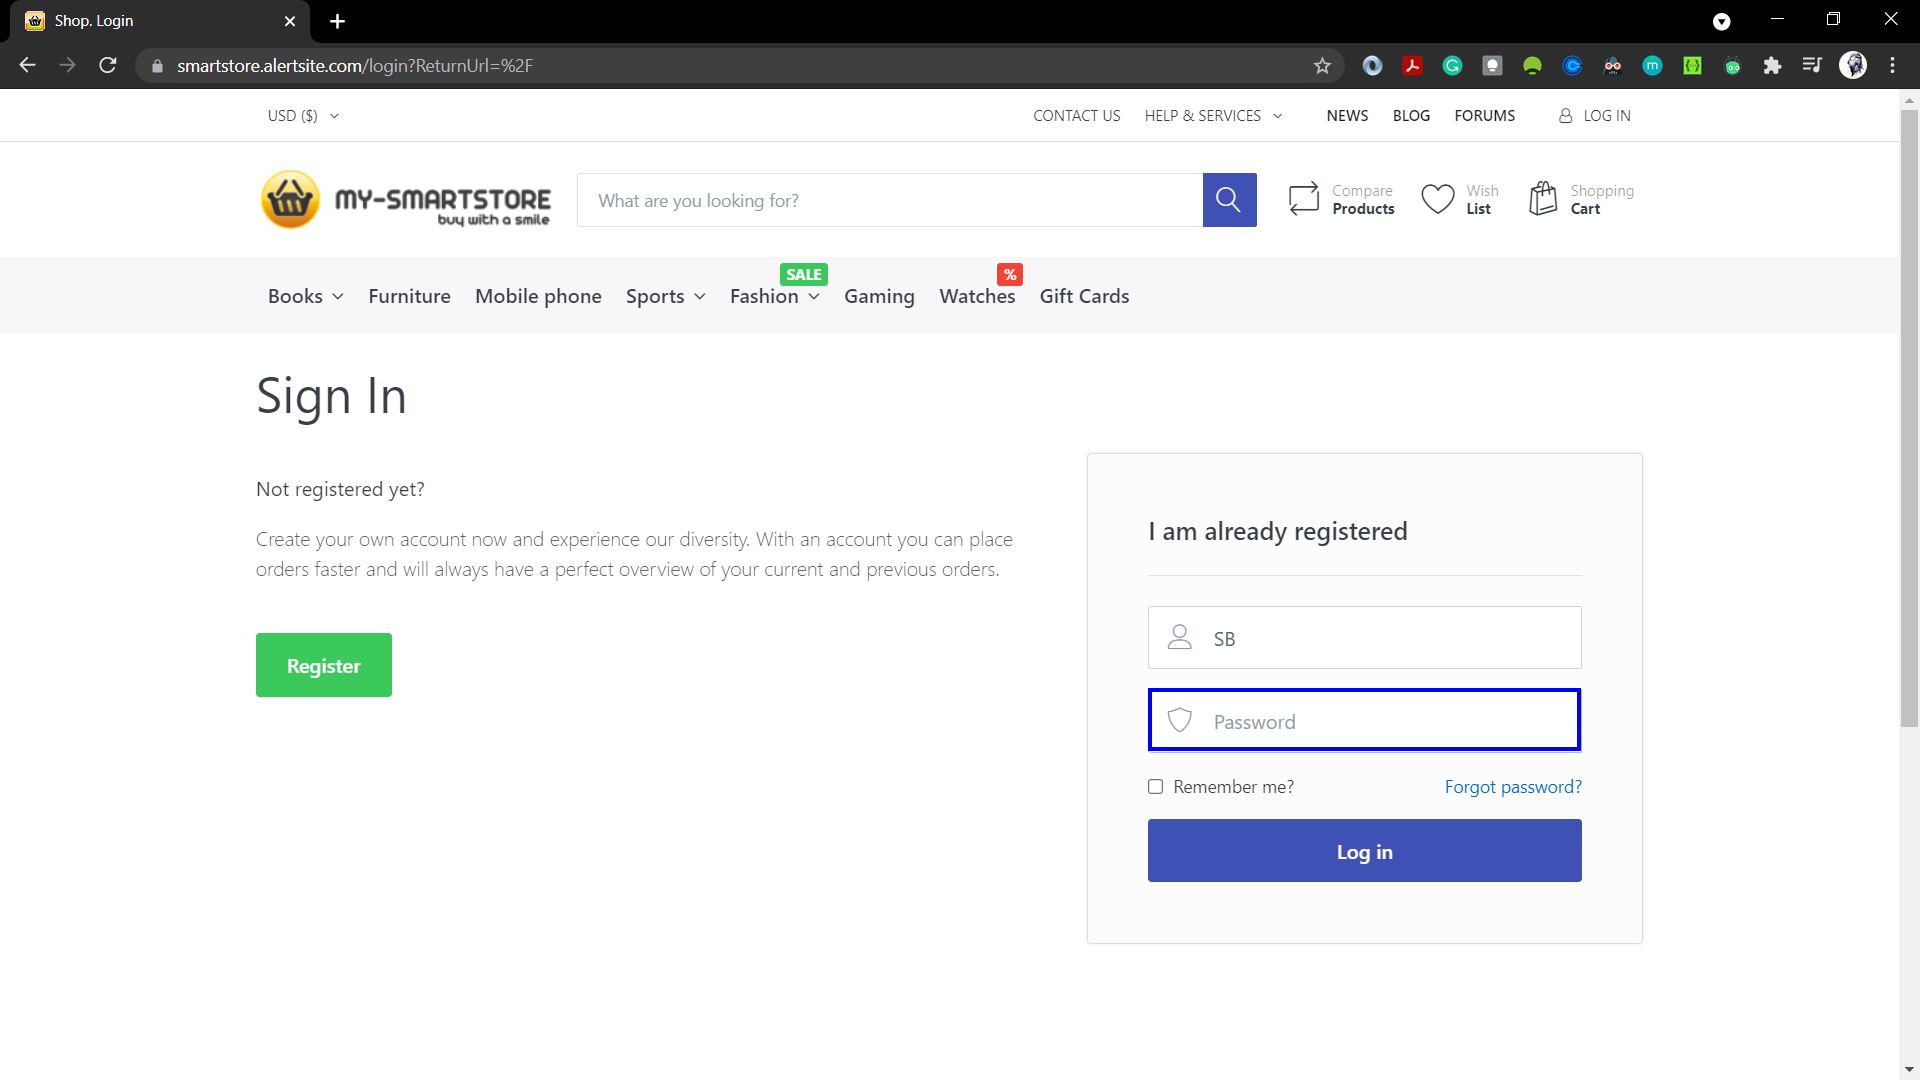 Shop. Login
smartstore.alertsite.com/login?ReturnUrl=%2F
USD ($)
CONTACT US
HELP & SERVICES
NEWS
BLOG
FORUMS
LOG IN
MY-SMARTSTORE
buy with a smile
What are you looking for?
Compare
Products
Wish
List
Shopping
Cart
SALE
%
Books
Furniture
Mobile phone
Sports
Fashion
Gaming
Watches
Gift Cards
Sign In
Not registered yet?
Create your own account now and experience our diversity. With an account you can place
orders faster and will always have a perfect overview of your current and previous orders.
Register
I am already registered
SB
Password
Remember me?
Forgot password?
Log in